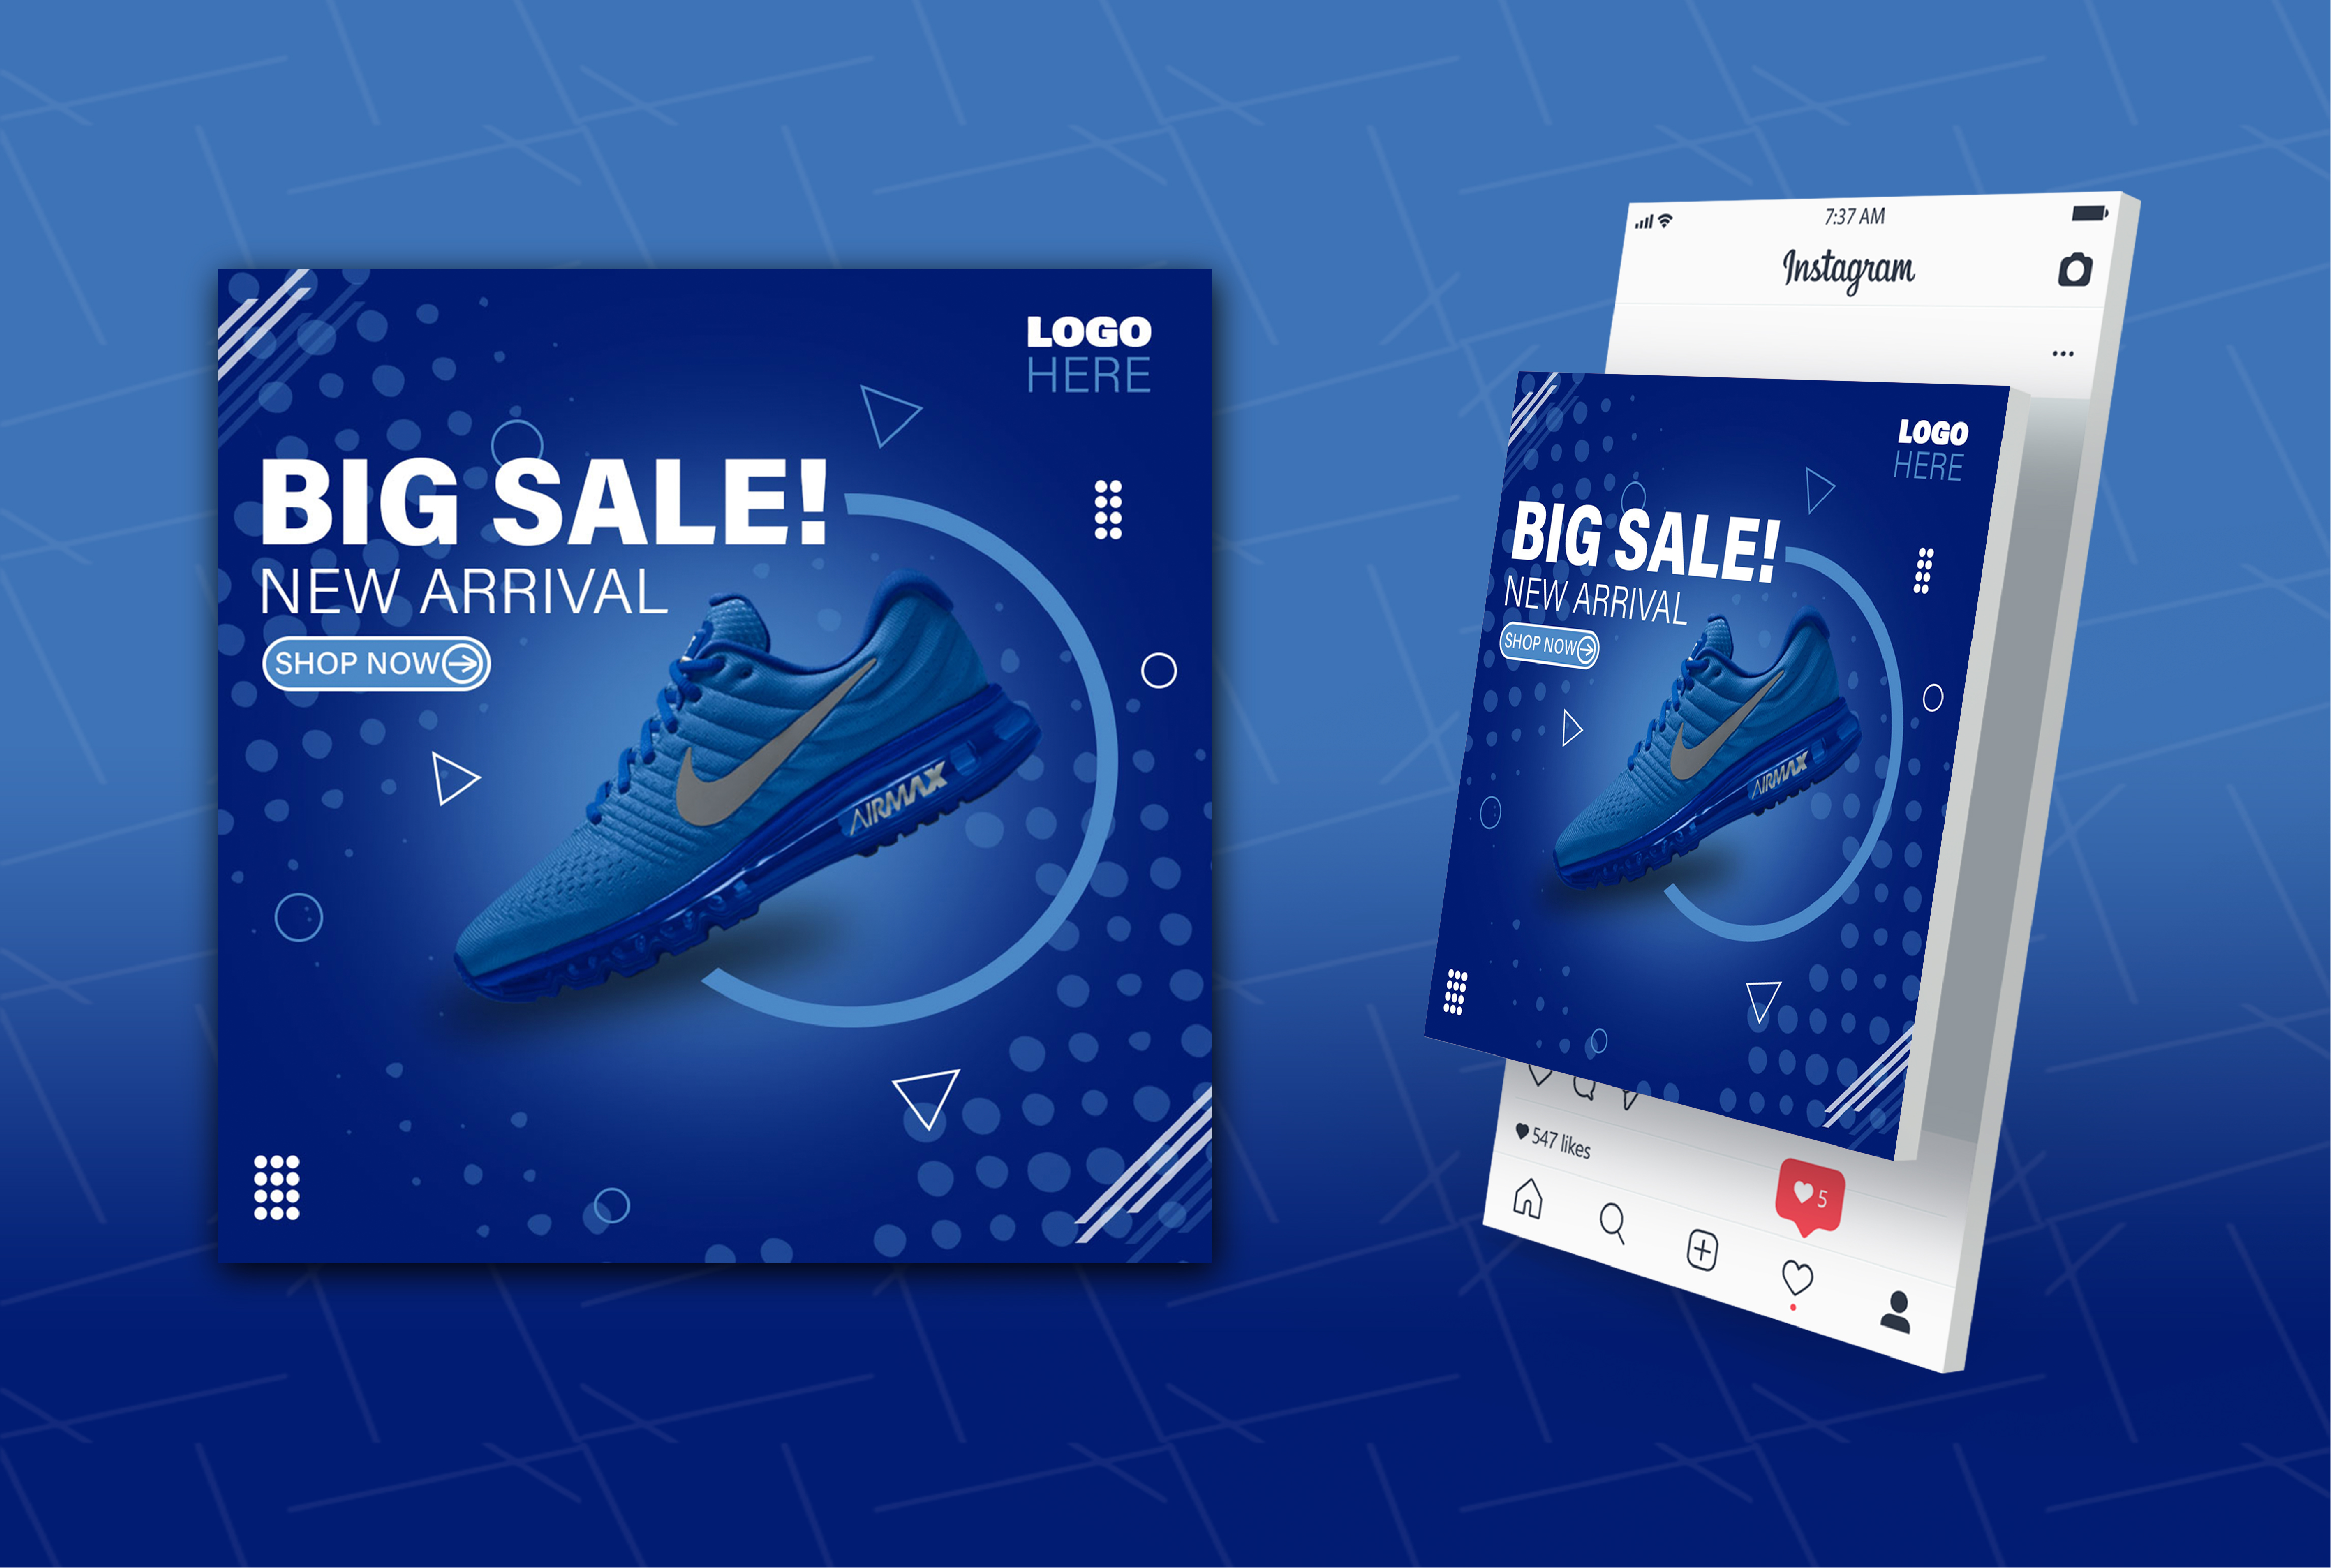 LOGO
HERE
BIG SALE!
NEW ARRIVAL
SHOP NOW
AIRMAX
7:37 AM
Instagram
LOGO
HERE
BIG SALE!
NEW ARRIVAL
SHOP NOW
AIRMAX
547 likes
5